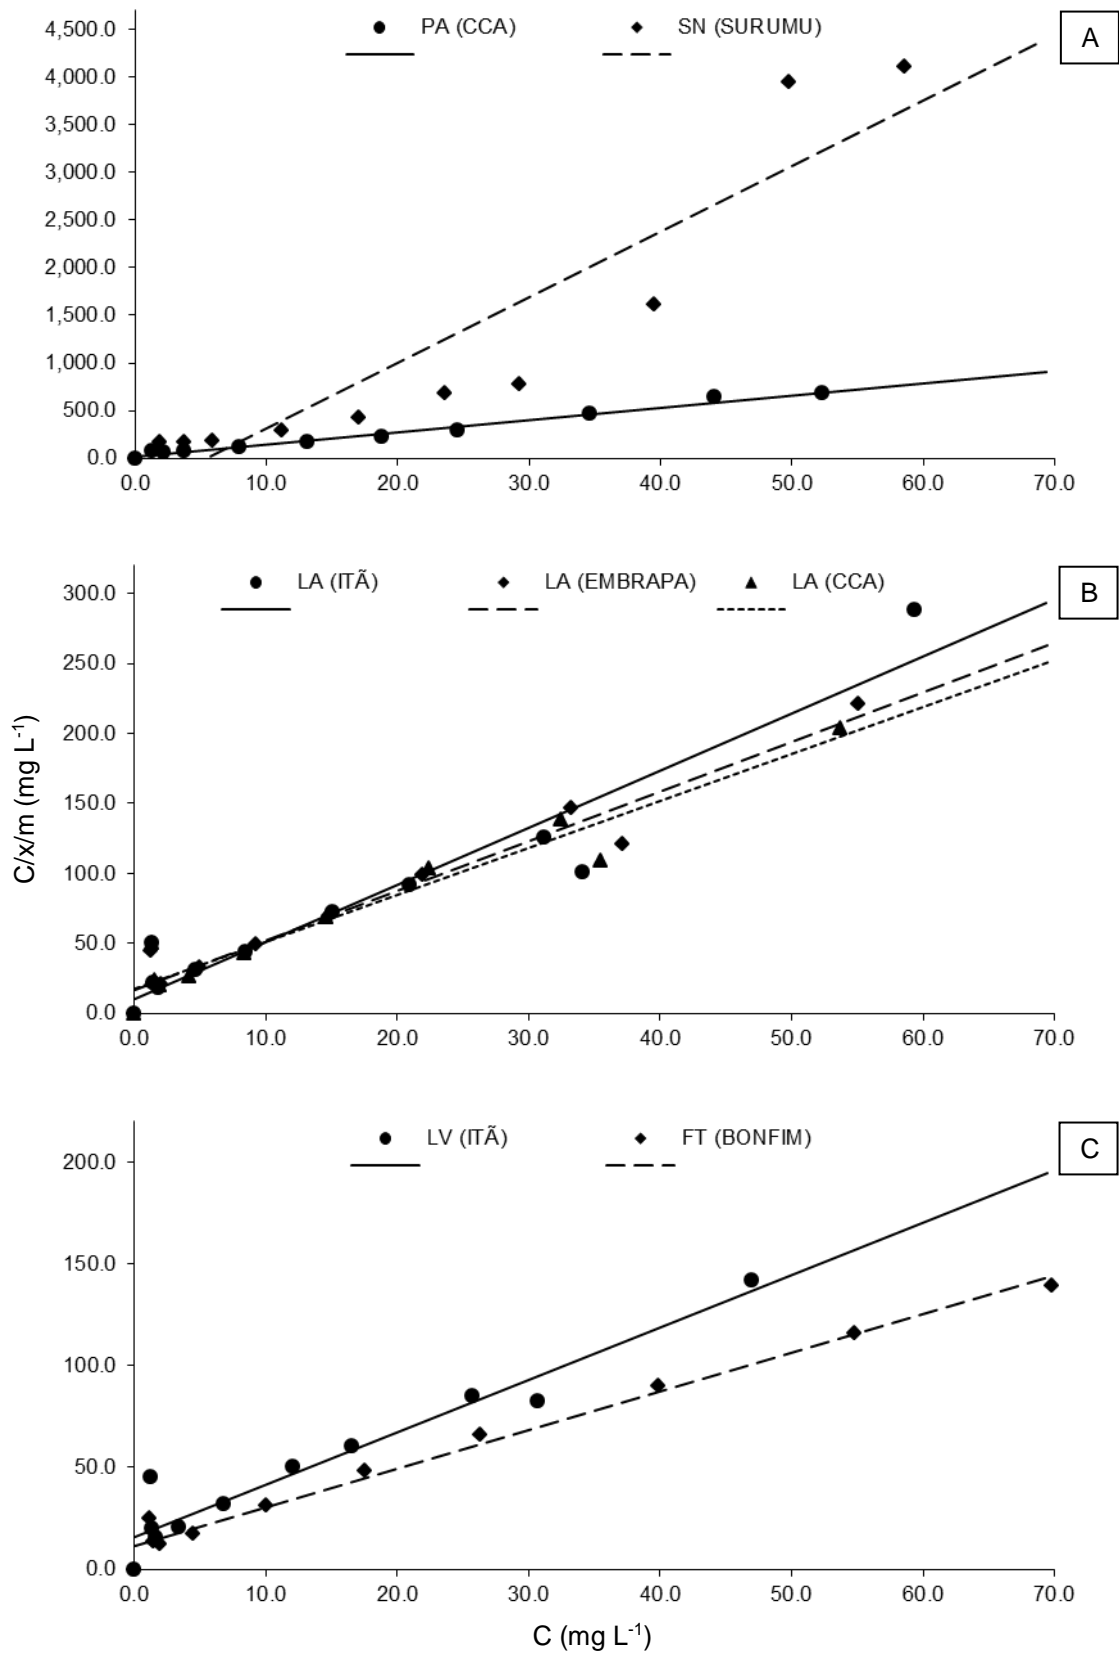 PA (CCA) SN (SURUMU)
A
4,500.0
4,000.0
3,500.0
3,000.0
2,500.0
2,000.0
1,500.0
1,000.0
500.0
0.0
0.0 10.0 20.0 30.0 40.0 50.0 60.0 70.0
LA (ITÃ) LA (EMBRAPA) LA (CCA)
B
300.0
250.0
200.0
150.0
100.0
50.0
0.0
0.0 10.0 20.0 30.0 40.0 50.0 60.0 70.0
C/x/m (mg L-1)
LV (ITÃ) FT (BONFIM)
C
200.0
150.0
100.0
50.0
0.0
0.0 10.0 20.0 30.0 40.0 50.0 60.0 70.0
C (mg L-1)